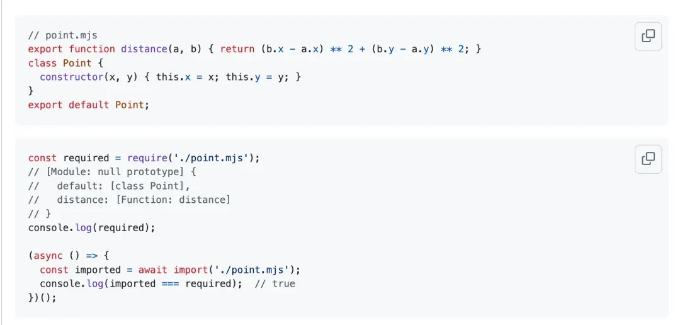 // point.mjs
export function distance(a, b) { return (b.x - a.x) ** 2 + (b.y - a.y) ** 2; }
class Point {
  constructor(x, y) { this.x = x; this.y = y; }
}
export default Point;
const required = require('./point.mjs');
// [Module: null prototype] {
//   default: [class Point],
//   distance: [Function: distance]
// }
console.log(required);
(async () => {
  const imported = await import('./point.mjs');
  console.log(imported === required);  // true
})();